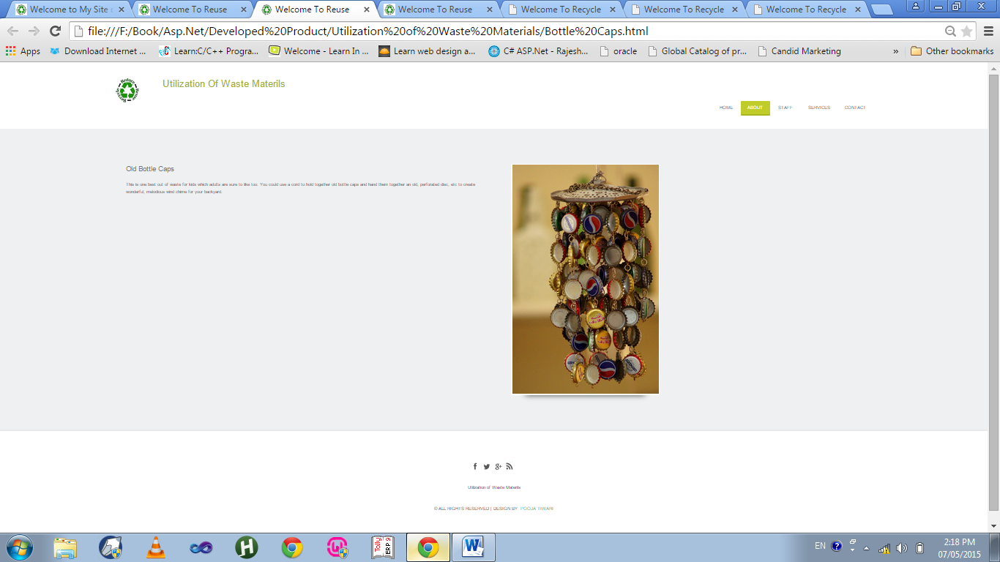 Welcome to My Site
Welcome To Reuse
Welcome To Reuse
Welcome To Reuse
Welcome To Recycle
Welcome To Recycle
Welcome To Recycle
file:///F:/Book/Asp.Net/Developed%20Product/Utilization%20of%20Waste%20Materials/Bottle%20Caps.html
Apps
Download Internet ...
Learn:C/C++ Progra...
Welcome - Learn In ...
Learn web design a...
C# ASP.Net - Rajesh...
oracle
Global Catalog of pr...
Candid Marketing
»
Other bookmarks
Reduce Reuse Recycle
Utilization Of Waste Materils
HOME
ABOUT
STAFF
SERVICES
CONTACT
Old Bottle Caps
This is one best out of waste for kids which adults are sure to like too. You could use a cord to hold together old bottle caps and hand them together an old, perforated disc, etc to create
wonderful, melodious wind chime for your backyard.
Utilization of Waste Materils
© ALL RIGHTS RESERVED | DESIGN BY POOJA TIWARI
Tally
ERP 9
EN
2:18 PM
07/05/2015